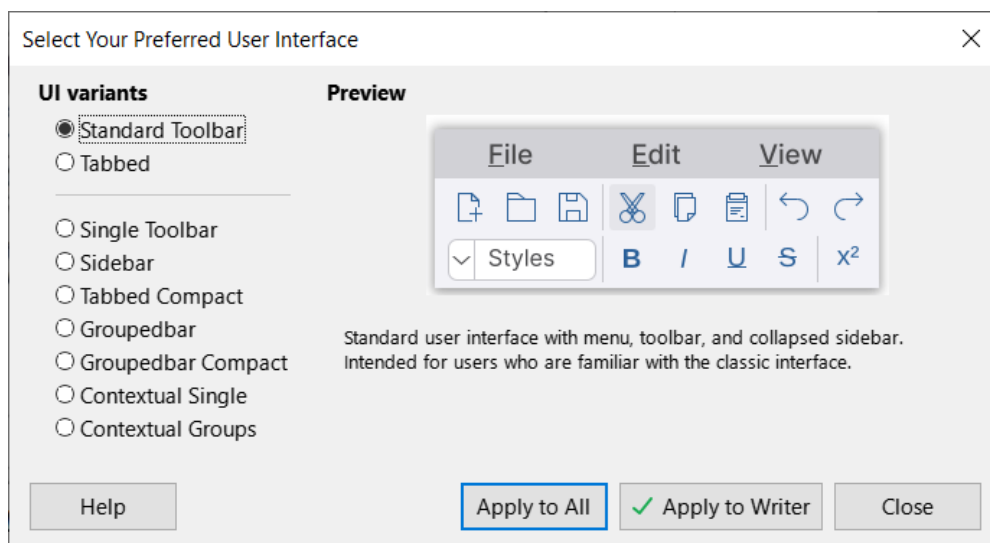 Select Your Preferred User Interface
UI variants
Standard Toolbar
Tabbed
Single Toolbar
Sidebar
Tabbed Compact
Groupedbar
Groupedbar Compact
Contextual Single
Contextual Groups
Preview
File Edit View
Styles B I U S x²
Standard user interface with menu, toolbar, and collapsed sidebar.
Intended for users who are familiar with the classic interface.
Help Apply to All Apply to Writer Close